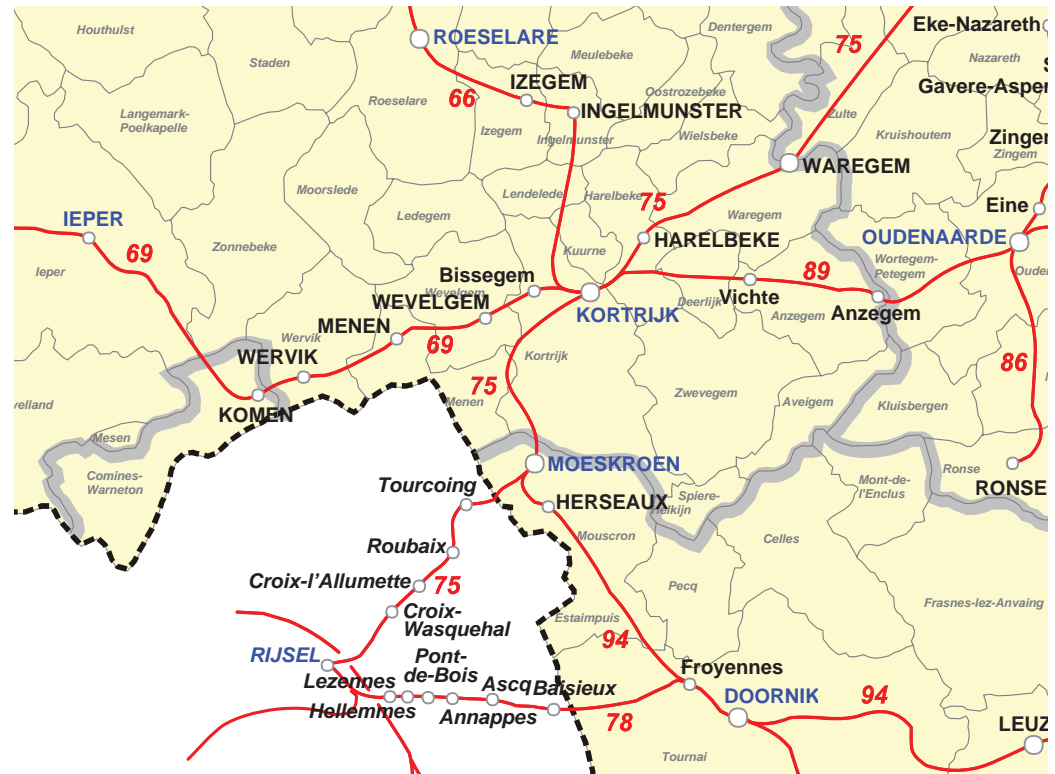 Houthulst
Staden
ROESELARE
Meulebeke
Dentergem
75
Eke-Nazareth
Nazareth
Gavere-Asper
IZEGEM
Oostrozebeke
66
Roeselare
INGELMUNSTER
Langemark-
Poelkapelle
Izegem
Ingelmunster
Wielsbeke
Zulte
Kruishoutem
Zingem
Zingem
WAREGEM
Moorslede
Lendelede
Harelbeke
75
Waregem
IEPER
Ledegem
Eine
OUDENAARDE
69
Zonnebeke
Kuurne
HARELBEKE
Wortegem-
Petegem
Ieper
Bissegem
89
Ouden
Wevelgem
WEVELGEM
Vichte
Deerlijk
Anzegem
Anzegem
KORTRIJK
MENEN
Wervik
69
WERVIK
Kortrijk
75
86
Menen
Zwevegem
Aveigem
Kluisbergen
KOMEN
velland
Mesen
Comines-
Warneton
MOESKROEN
Ronse
RONSE
Mont-de-
l'Enclus
Tourcoing
HERSEAUX
Spiere-
Helkijn
Mouscron
Celles
Roubaix
Croix-l'Allumette
75
Pecq
Frasnes-lez-Anvaing
Croix-
Wasquehal
Estaimpuis
94
RIJSEL
Pont-
de-Bois
Froyennes
Lezennes
Ascq
Baisieux
DOORNIK
94
Hellemmes
Annappes
78
LEUZ
Tournai